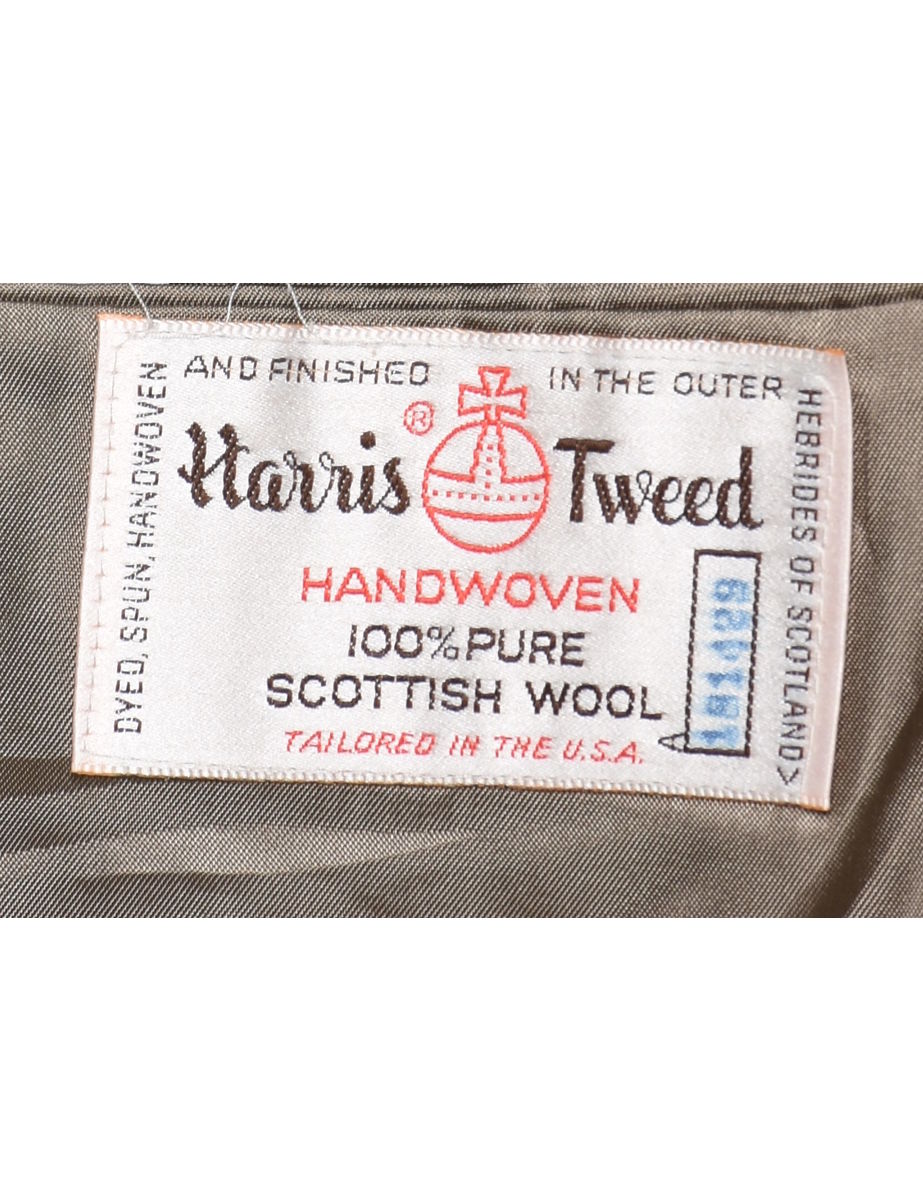 DYED, SPUN, HANDWOVEN
AND FINISHED
IN THE OUTER
HEBRIDES OF SCOTLAND
Harris ® Tweed
HANDWOVEN
100% PURE
SCOTTISH WOOL
TAILORED IN THE U.S.A.